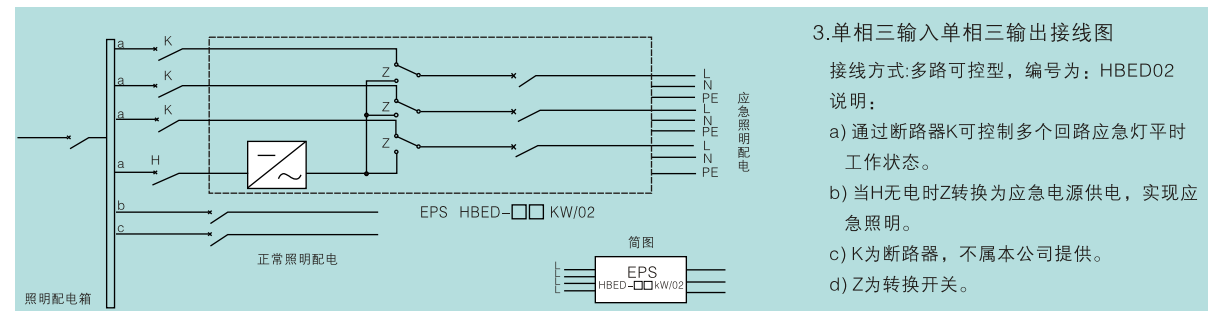 3.单相三输入单相三输出接线图
接线方式:多路可控型，编号为：HBED02
说明：
a) 通过断路器K可控制多个回路应急灯平时
工作状态。
b) 当H无电时Z转换为应急电源供电，实现应
急照明。
c) K为断路器，不属本公司提供。
d) Z为转换开关。
a K
a K
a K
a H
b
c
Z
Z
Z
L
N
PE
L
N
PE
L
N
PE
应急照明配电
EPS HBED-□□ KW/02
正常照明配电
照明配电箱
简图
L
L
L
L
EPS
HBED-□□kW/02